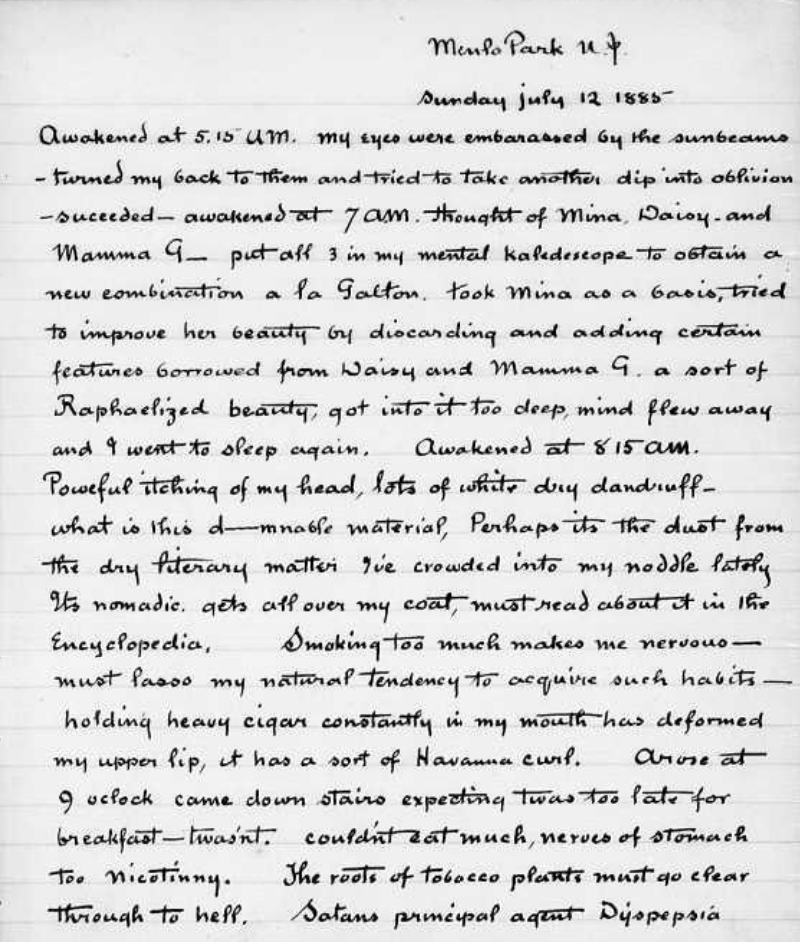 Menlo Park N.J.
Sunday july 12 1885
Awakened at 5.15 AM. my eyes were embarassed by the sunbeams
- turned my back to them and tried to take another dip into oblivion
- succeeded — awakened at 7 AM. thought of Mina, Daisy, and
Mamma G— put all 3 in my mental kaledescope to obtain a
new combination a la Galton. took Mina as a basis, tried
to improve her beauty by discarding and adding certain
features borrowed from Daisy and Mamma G. a sort of
Raphaelized beauty, got into it too deep, mind flew away
and I went to sleep again. Awakened at 8 15 AM.
Poweful itching of my head, lots of white dry dandruff –
what is this d—mnable material, Perhaps its the dust from
the dry literary matter I've crowded into my noddle lately
Its nomadic. gets all over my coat, must read about it in the
Encyclopedia, Smoking too much makes me nervous —
must lasso my natural tendency to acquire such habits —
holding heavy cigar constantly in my mouth has deformed
my upper lip, it has a sort of Havanna curl. Arose at
9 oclock came down stairs expecting twas too late for
breakfast — twasn't. couldn't eat much, nerves of stomach
too nicotinny. The roots of tobacco plants must go clear
through to hell. Satans principal agent Dyspepsia